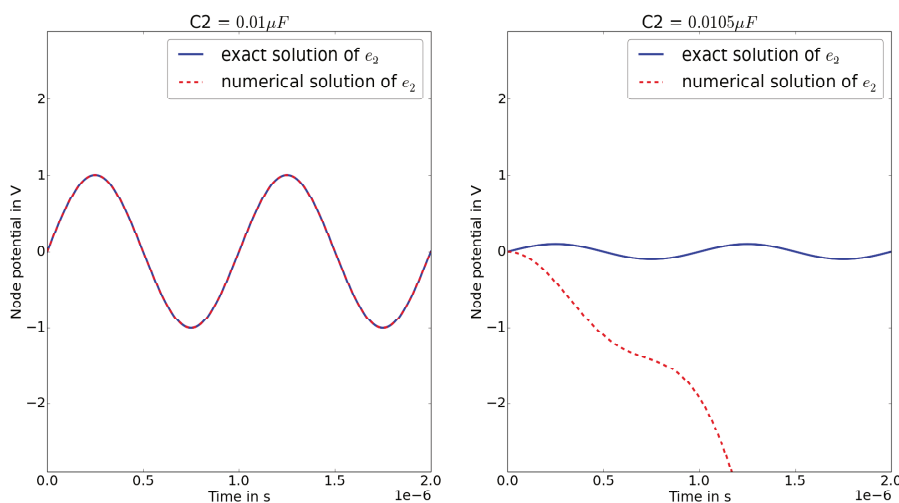 C2 = 0.01μF
exact solution of e₂
numerical solution of e₂
Node potential in V
2
1
0
−1
−2
0.0
0.5
1.0
1.5
2.0
Time in s
1e−6
C2 = 0.0105μF
exact solution of e₂
numerical solution of e₂
Node potential in V
2
1
0
−1
−2
0.0
0.5
1.0
1.5
2.0
Time in s
1e−6